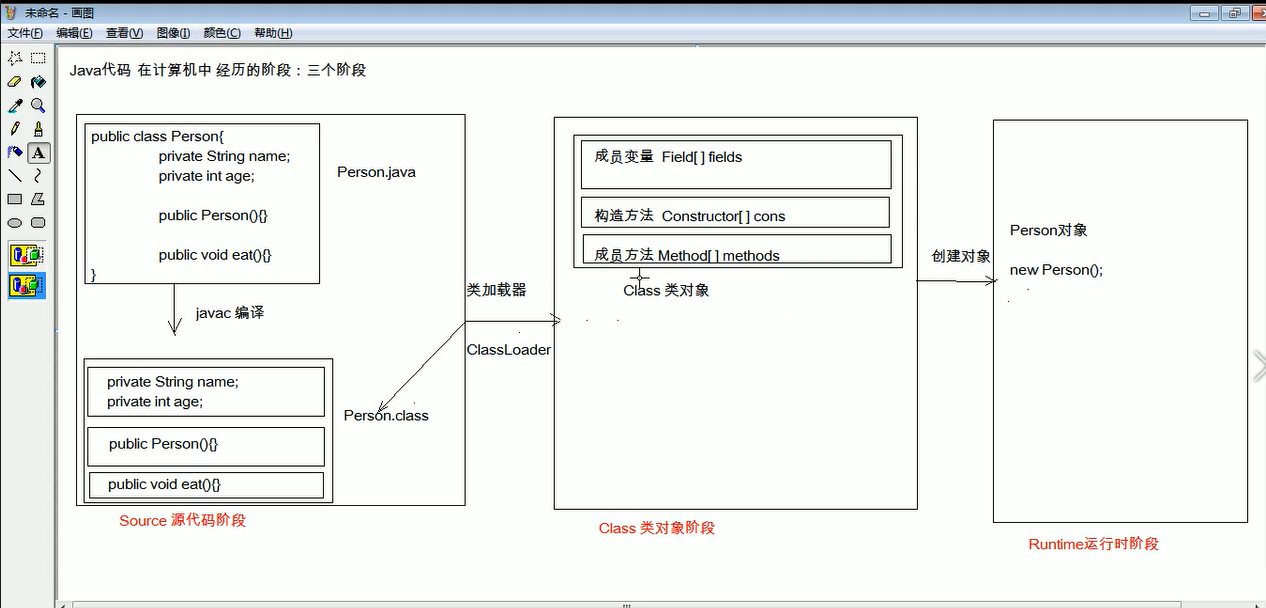 未命名 - 画图
文件(F) 编辑(E) 查看(V) 图像(I) 颜色(C) 帮助(H)
A
Java代码 在计算机中 经历的阶段：三个阶段
public class Person{
private String name;
private int age;
public Person(){}
public void eat(){}
}
Person.java
javac 编译
private String name;
private int age;
public Person(){}
public void eat(){}
Person.class
Source 源代码阶段
类加载器
ClassLoader
成员变量 Field[ ] fields
构造方法 Constructor[ ] cons
成员方法 Method[ ] methods
Class 类对象
Class 类对象阶段
创建对象
Person对象
new Person();
Runtime运行时阶段